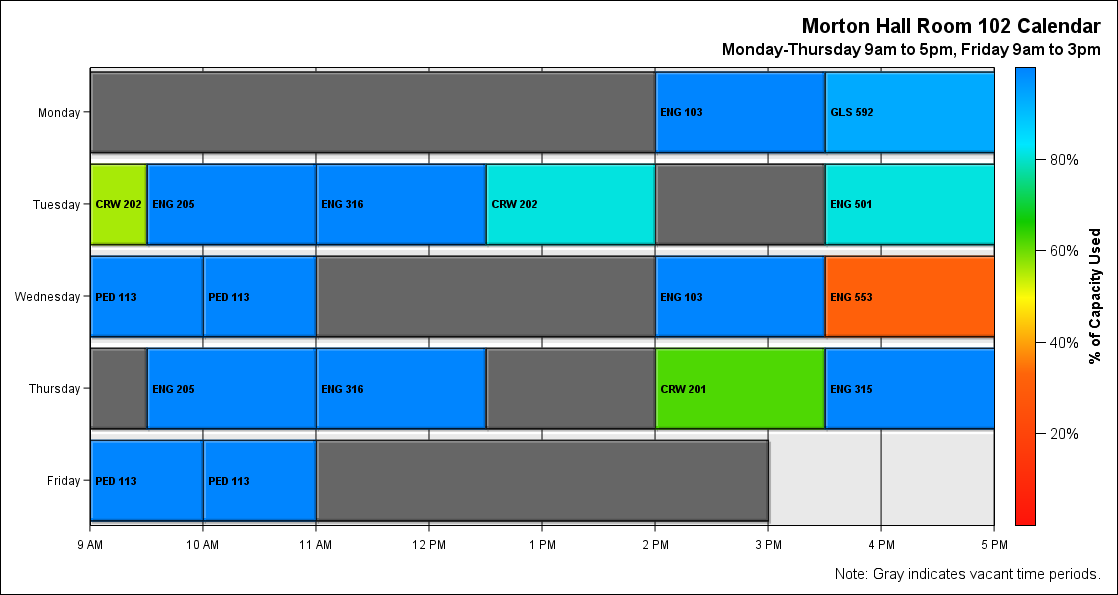 Morton Hall Room 102 Calendar
Monday-Thursday 9am to 5pm, Friday 9am to 3pm
Monday
ENG 103
GLS 592
Tuesday
CRW 202
ENG 205
ENG 316
CRW 202
ENG 501
Wednesday
PED 113
PED 113
ENG 103
ENG 553
Thursday
ENG 205
ENG 316
CRW 201
ENG 315
Friday
PED 113
PED 113
9 AM
10 AM
11 AM
12 PM
1 PM
2 PM
3 PM
4 PM
5 PM
80%
60%
40%
20%
% of Capacity Used
Note: Gray indicates vacant time periods.